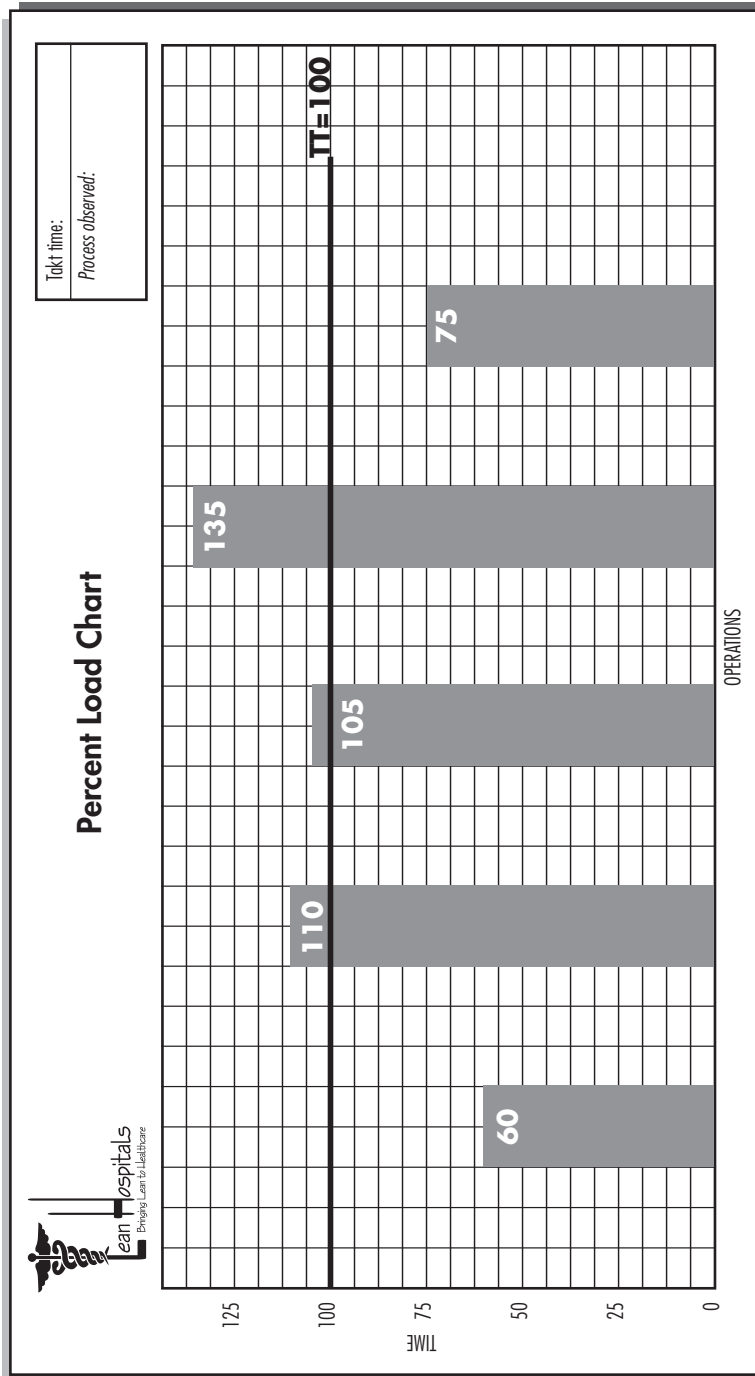 Lean Hospitals
Bringing Lean to Healthcare
Percent Load Chart
Takt time:
Process observed:
TT=100
125
100
75
50
25
0
TIME
60
110
105
135
75
OPERATIONS